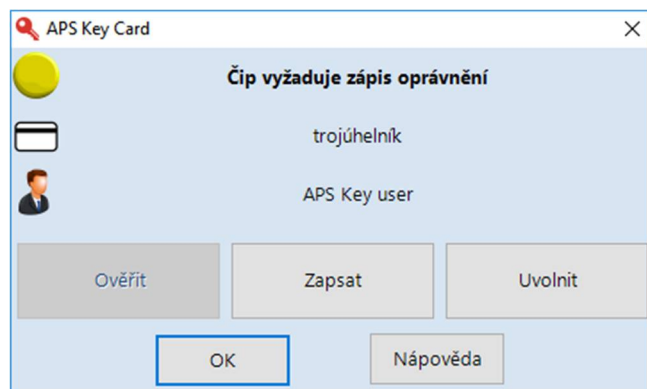 APS Key Card
Čip vyžaduje zápis oprávnění
trojúhelník
APS Key user
Ověřit
Zapsat
Uvolnit
OK
Nápověda